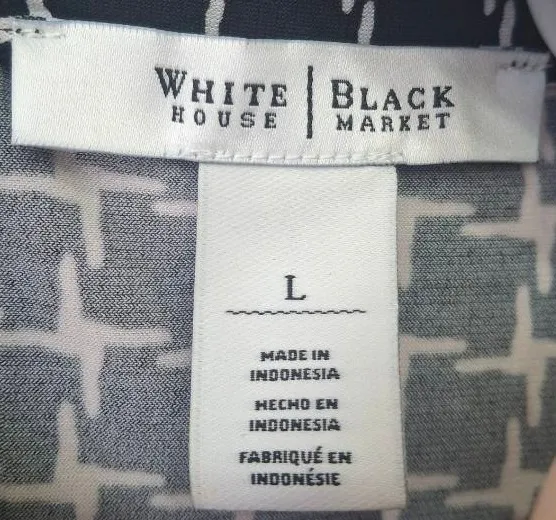 WHITE | BLACK
HOUSE | MARKET
L
MADE IN
INDONESIA
HECHO EN
INDONESIA
FABRIQUÉ EN
INDONÉSIE